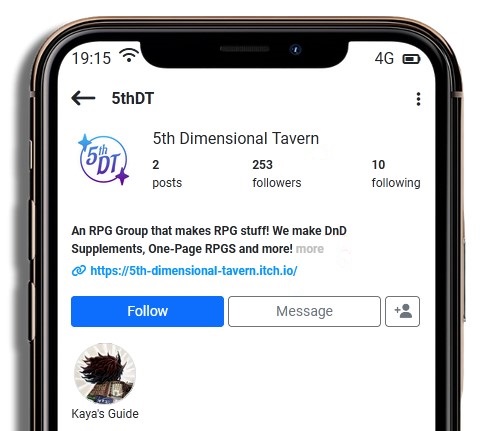 19:15
4G
5thDT
5th
DT
5th Dimensional Tavern
2
253
10
posts
followers
following
An RPG Group that makes RPG stuff! We make DnD
Supplements, One-Page RPGS and more! more
https://5th-dimensional-tavern.itch.io/
Follow
Message
Kaya's Guide